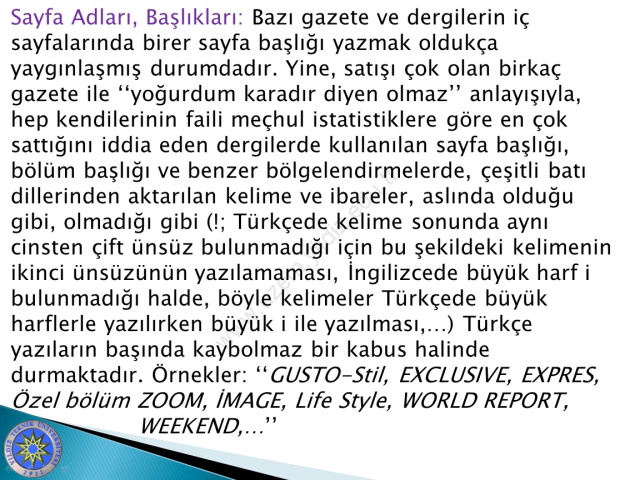 Sayfa Adları, Başlıkları: Bazı gazete ve dergilerin iç
sayfalarında birer sayfa başlığı yazmak oldukça
yaygınlaşmış durumdadır. Yine, satışı çok olan birkaç
gazete ile ‘‘yoğurdum karadır diyen olmaz’’ anlayışıyla,
hep kendilerinin faili meçhul istatistiklere göre en çok
sattığını iddia eden dergilerde kullanılan sayfa başlığı,
bölüm başlığı ve benzer bölgelendirmelerde, çeşitli batı
dillerinden aktarılan kelime ve ibareler, aslında olduğu
gibi, olmadığı gibi (!; Türkçede kelime sonunda aynı
cinsten çift ünsüz bulunmadığı için bu şekildeki kelimenin
ikinci ünsüzünün yazılamaması, İngilizcede büyük harf i
bulunmadığı halde, böyle kelimeler Türkçede büyük
harflerle yazılırken büyük i ile yazılması,...) Türkçe
yazıların başında kaybolmaz bir kabus halinde
durmaktadır. Örnekler: ‘‘GUSTO-Stil, EXCLUSIVE, EXPRES,
Özel bölüm ZOOM, İMAGE, Life Style, WORLD REPORT,
WEEKEND,...’’